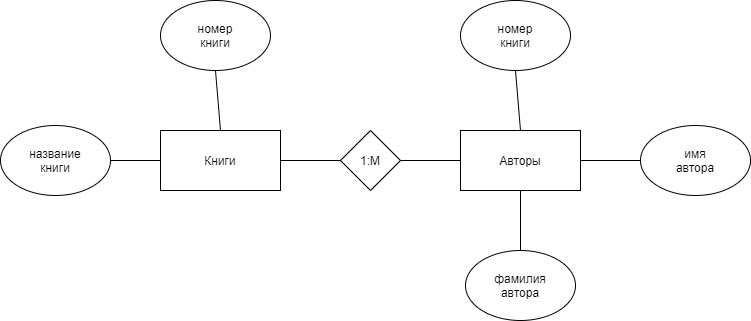 номер
книги
номер
книги
название
книги
Книги
1:М
Авторы
имя
автора
фамилия
автора